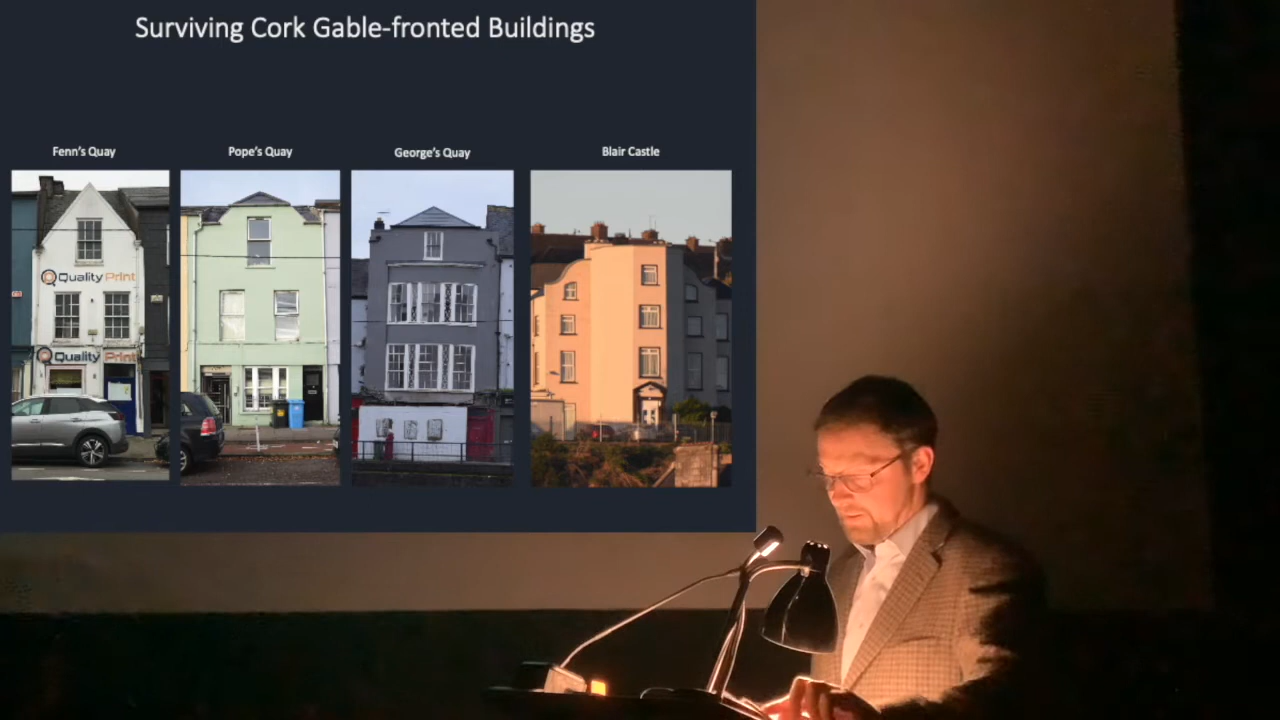 Surviving Cork Gable-fronted Buildings
Fenn's Quay
Pope's Quay
George's Quay
Blair Castle
Quality Print
Quality Print